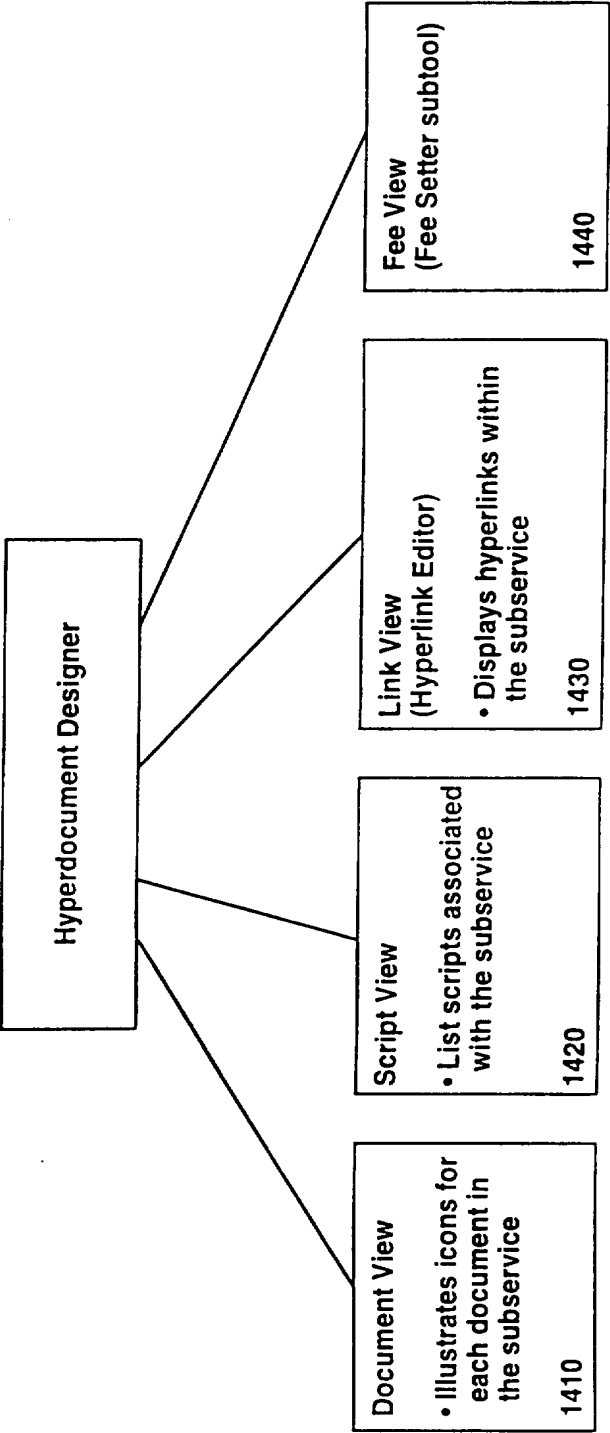 Hyperdocument Designer
Document View
• Illustrates icons for
each document in
the subservice
1410
Script View
• List scripts associated
with the subservice
1420
Link View
(Hyperlink Editor)
• Displays hyperlinks within
the subservice
1430
Fee View
(Fee Setter subtool)
1440